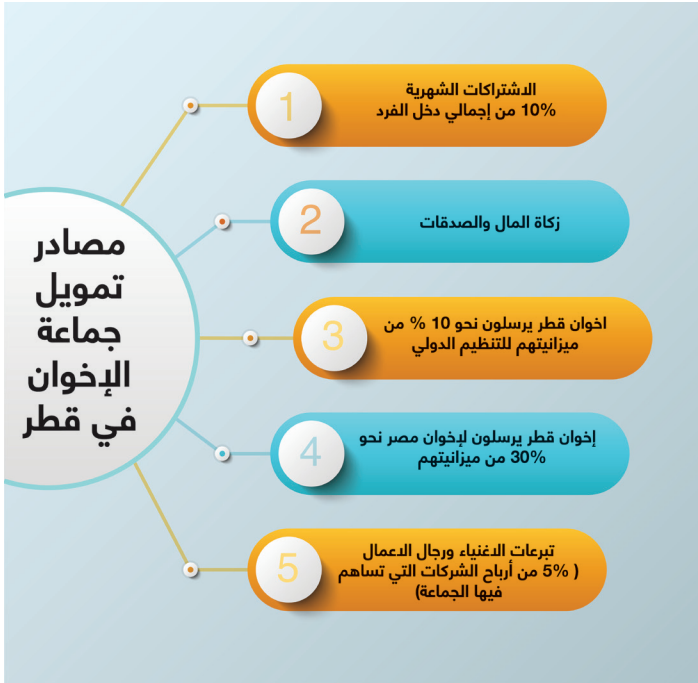 مصادر
تمويل
جماعة
الإخوان
في قطر
1
الاشتراكات الشهرية
10% من إجمالي دخل الفرد
2
زكاة المال والصدقات
3
اخوان قطر يرسلون نحو 10 % من
ميزانيتهم للتنظيم الدولي
4
إخوان قطر يرسلون لإخوان مصر نحو
30% من ميزانيتهم
5
تبرعات الاغنياء ورجال الاعمال
( 5% من أرباح الشركات التي تساهم
فيها الجماعة)